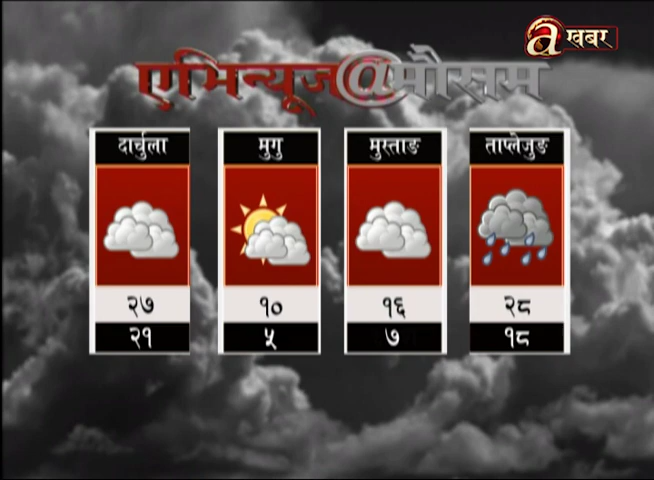 a खबर
एभिन्यूज@मौसम
दार्चुला मुगु मुस्ताङ ताप्लेजुङ
२७ १० १६ २८
२१ ५ ७ १८